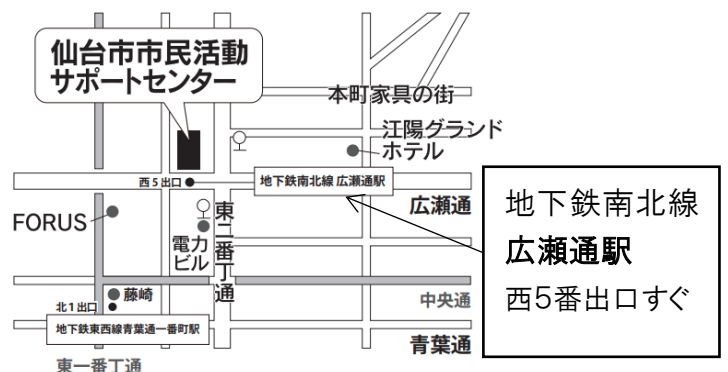 仙台市市民活動
サポートセンター
本町家具の街
江陽グランド
ホテル
西5出口
地下鉄南北線 広瀬通駅
広瀬通
FORUS
東二番丁通
電力
ビル
藤崎
北1出口
中央通
地下鉄東西線青葉通一番町駅
青葉通
東一番丁通
地下鉄南北線
広瀬通駅
西5番出口すぐ